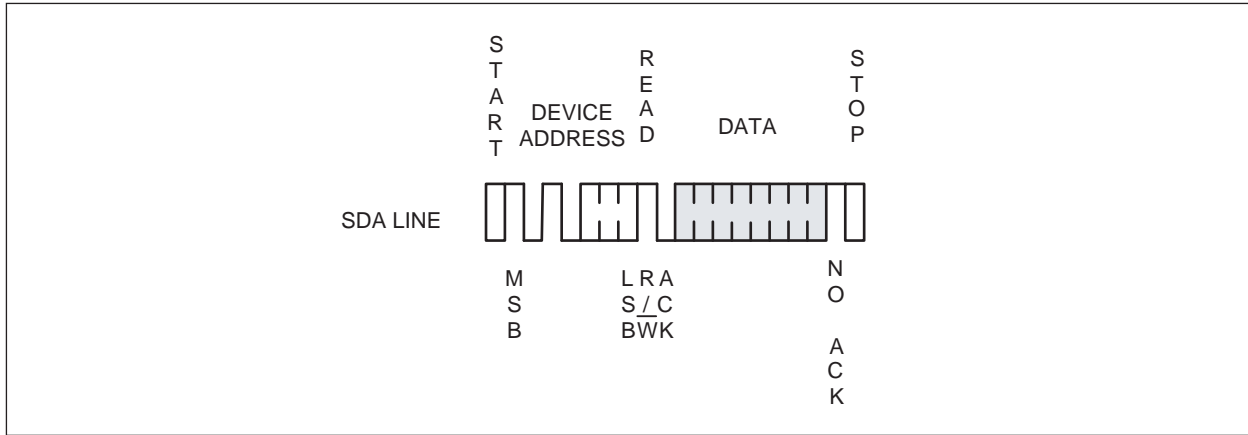 START
DEVICE
ADDRESS
READ
DATA
STOP
SDA LINE
MSB
LSB
R/W
ACK
NO ACK